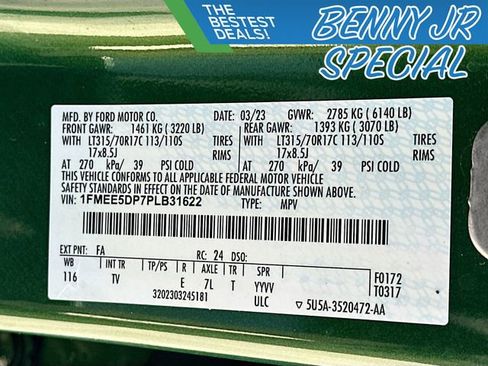 THE
BESTEST
DEALS!
BENNY JR
SPECIAL
MFD. BY FORD MOTOR CO. 03/23 GVWR: 2785 KG ( 6140 LB)
FRONT GAWR: 1461 KG ( 3220 LB) REAR GAWR: 1393 KG ( 3070 LB)
LT315/70R17C 113/110S TIRES LT315/70R17C 113/110S TIRES
17x8.5J RIMS 17x8.5J RIMS
AT 270 kPa/ 39 PSI COLD AT 270 kPa/ 39 PSI COLD
THIS VEHICLE CONFORMS TO ALL APPLICABLE FEDERAL MOTOR VEHICLE
SAFETY STANDARDS IN EFFECT ON THE DATE OF MANUFACTURE SHOWN ABOVE.
VIN: 1FMEE5DP7PLB31622 TYPE: MPV
EXT PNT: FA RC: 24 DSO:
WB INT TR TP/PS R AXLE TR SPR F0172
116 TV E 7L T YYYV T0317
3202303245181 ULC ▽ 5U5A-3520472-AA